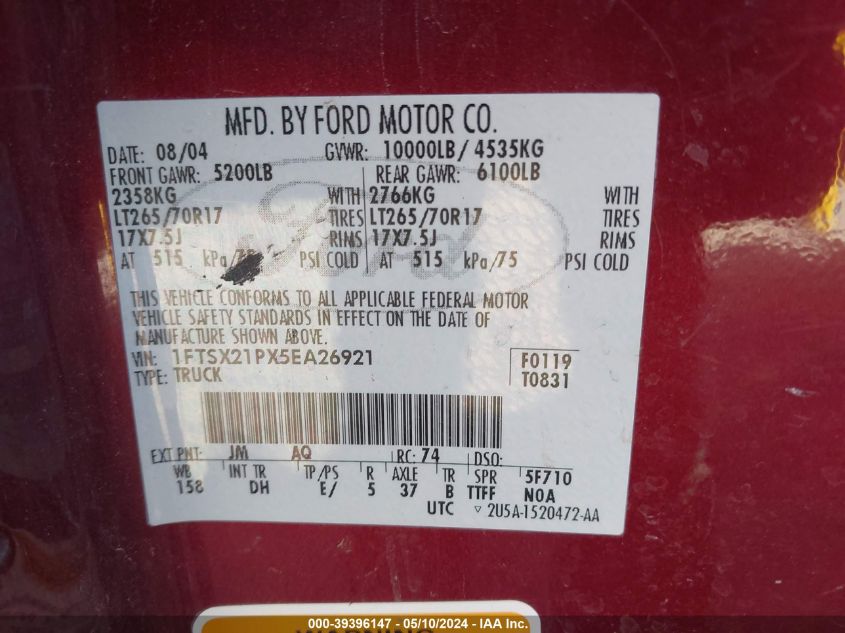 MFD. BY FORD MOTOR CO.
DATE: 08/04 GVWR: 10000LB/ 4535KG
FRONT GAWR: 5200LB REAR GAWR: 6100LB
2358KG WITH 2766KG WITH
LT265/70R17 TIRES LT265/70R17 TIRES
17X7.5J RIMS 17X7.5J RIMS
AT 515 kPa/75 PSI COLD AT 515 kPa/75 PSI COLD
Ford
THIS VEHICLE CONFORMS TO ALL APPLICABLE FEDERAL MOTOR
VEHICLE SAFETY STANDARDS IN EFFECT ON THE DATE OF
MANUFACTURE SHOWN ABOVE.
VIN: 1FTSX21PX5EA26921 F0119
TYPE: TRUCK T0831
EXT PNT: JM AQ RC: 74 DSO:
WB INT TR TP/PS R AXLE TR SPR 5F710
158 DH E/ 5 37 B TTFF N0A
UTC ▿ 2U5A-1520472-AA
000-39396147 - 05/10/2024 - IAA Inc.
WARNING